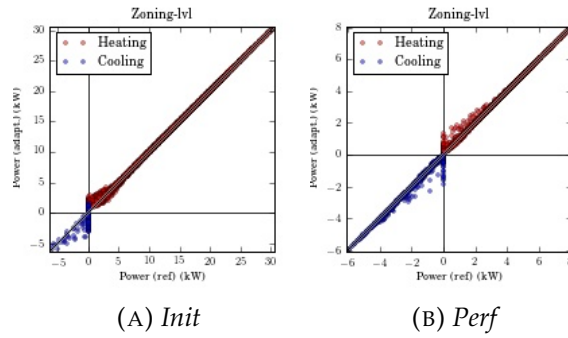 Zoning-lvl
Heating
Cooling
Power (adapt.) (kW)
30
25
20
15
10
5
0
−5
−5 0 5 10 15 20 25 30
Power (ref) (kW)
(A) Init
Zoning-lvl
Heating
Cooling
Power (adapt.) (kW)
8
6
4
2
0
−2
−4
−6
−6 −4 −2 0 2 4 6 8
Power (ref) (kW)
(B) Perf